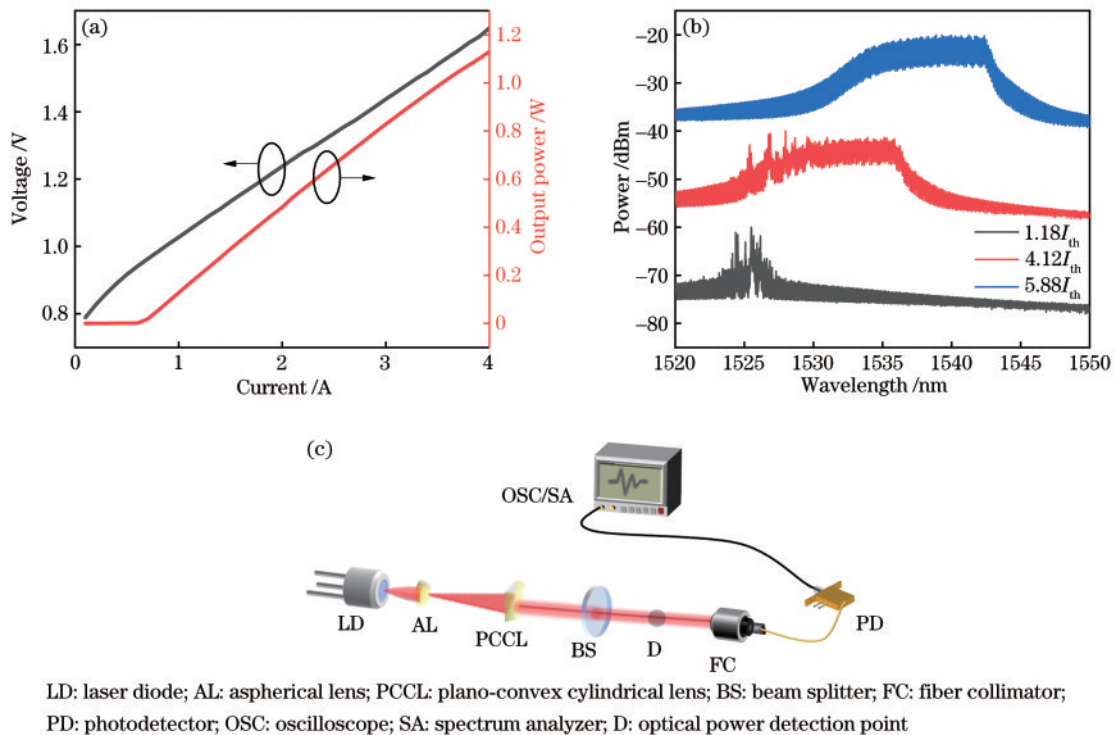 (a)
1.6
1.4
1.2
1.0
0.8
Voltage /V
0
1
2
3
4
Current /A
1.2
1.0
0.8
0.6
0.4
0.2
0
Output power /W
(b)
−20
−30
−40
−50
−60
−70
−80
Power /dBm
1.18Ith
4.12Ith
5.88Ith
1520
1525
1530
1535
1540
1545
1550
Wavelength /nm
(c)
OSC/SA
LD
AL
PCCL
BS
D
FC
PD
LD: laser diode; AL: aspherical lens; PCCL: plano-convex cylindrical lens; BS: beam splitter; FC: fiber collimator;
PD: photodetector; OSC: oscilloscope; SA: spectrum analyzer; D: optical power detection point